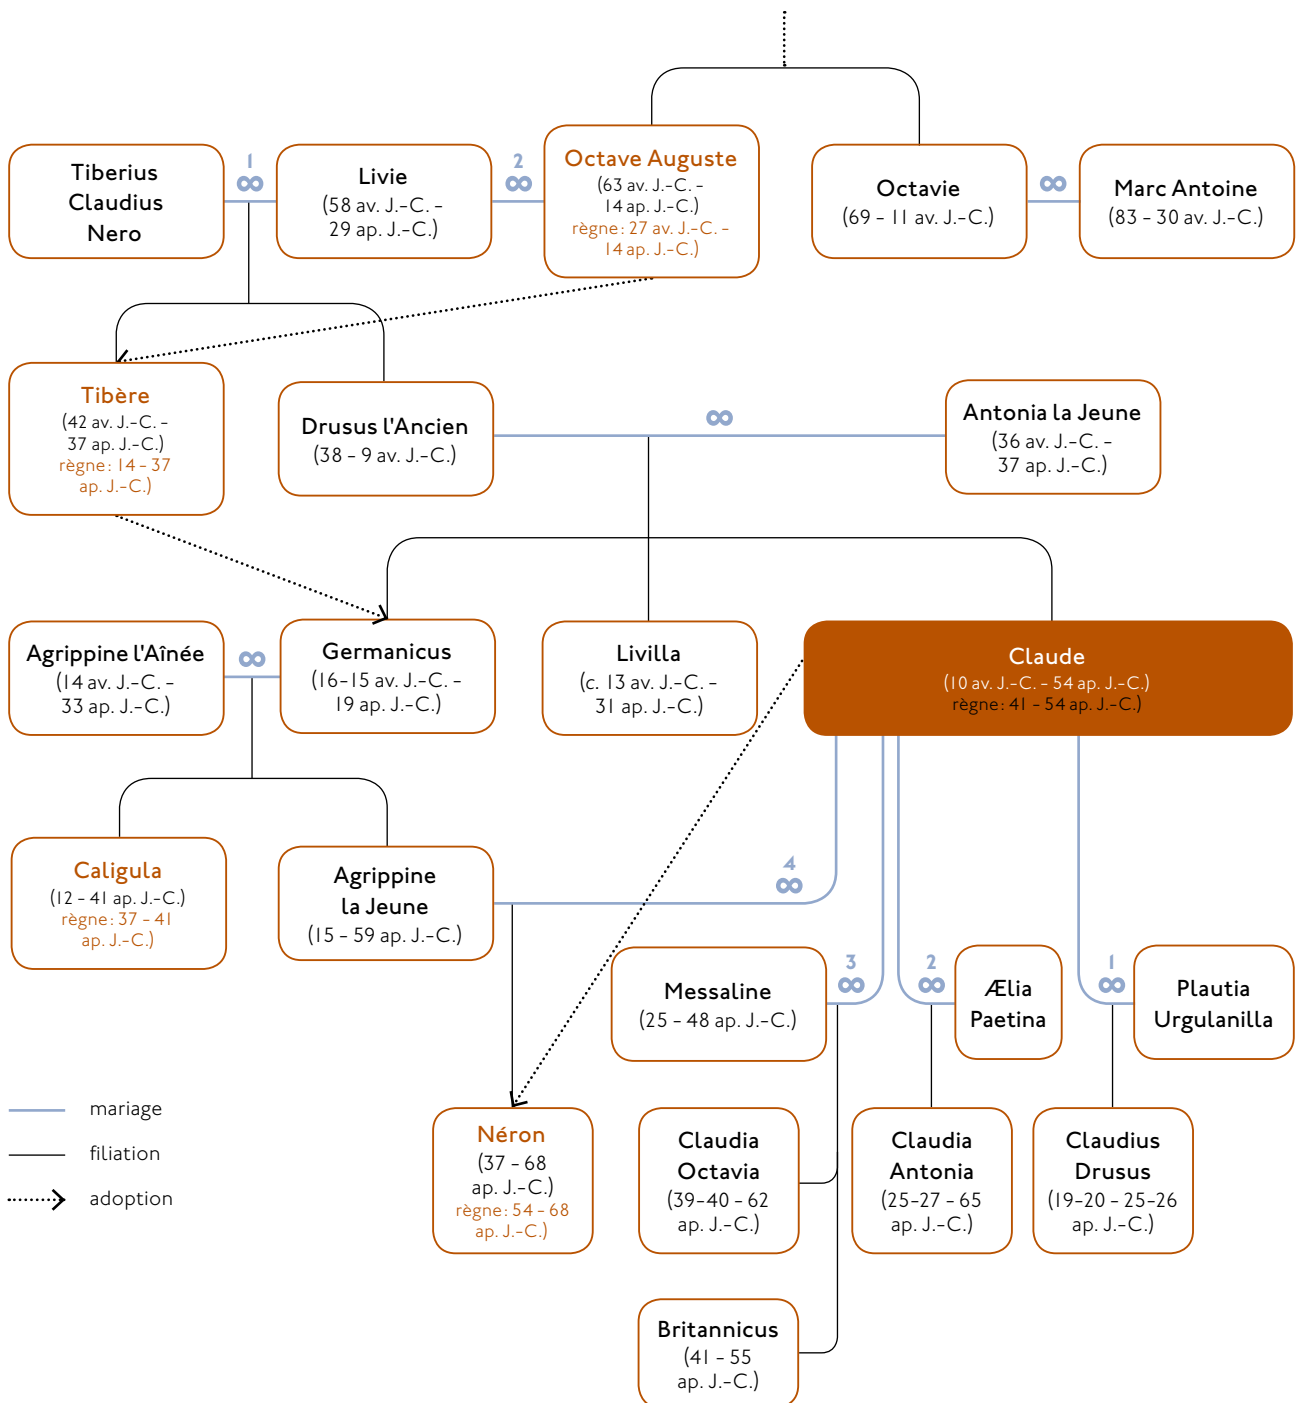 1
2
Tiberius
Claudius
Nero
Livie
(58 av. J.-C. –
29 ap. J.-C.)
Octave Auguste
(63 av. J.-C. –
14 ap. J.-C.)
règne : 27 av. J.-C. –
14 ap. J.-C.)
Octavie
(69 – 11 av. J.-C.)
Marc Antoine
(83 – 30 av. J.-C.)
Tibère
(42 av. J.-C. –
37 ap. J.-C.)
règne : 14 – 37
ap. J.-C.)
Drusus l'Ancien
(38 – 9 av. J.-C.)
Antonia la Jeune
(36 av. J.-C. –
37 ap. J.-C.)
Agrippine l'Aînée
(14 av. J.-C. –
33 ap. J.-C.)
Germanicus
(16-15 av. J.-C. –
19 ap. J.-C.)
Livilla
(c. 13 av. J.-C. –
31 ap. J.-C.)
Claude
(10 av. J.-C. – 54 ap. J.-C.)
règne : 41 – 54 ap. J.-C.)
Caligula
(12 – 41 ap. J.-C.)
règne : 37 – 41
ap. J.-C.)
Agrippine
la Jeune
(15 – 59 ap. J.-C.)
4
3
2
1
Messaline
(25 – 48 ap. J.-C.)
Ælia
Paetina
Plautia
Urgulanilla
mariage
filiation
adoption
Néron
(37 – 68
ap. J.-C.)
règne : 54 – 68
ap. J.-C.)
Claudia
Octavia
(39-40 – 62
ap. J.-C.)
Claudia
Antonia
(25-27 – 65
ap. J.-C.)
Claudius
Drusus
(19-20 – 25-26
ap. J.-C.)
Britannicus
(41 – 55
ap. J.-C.)